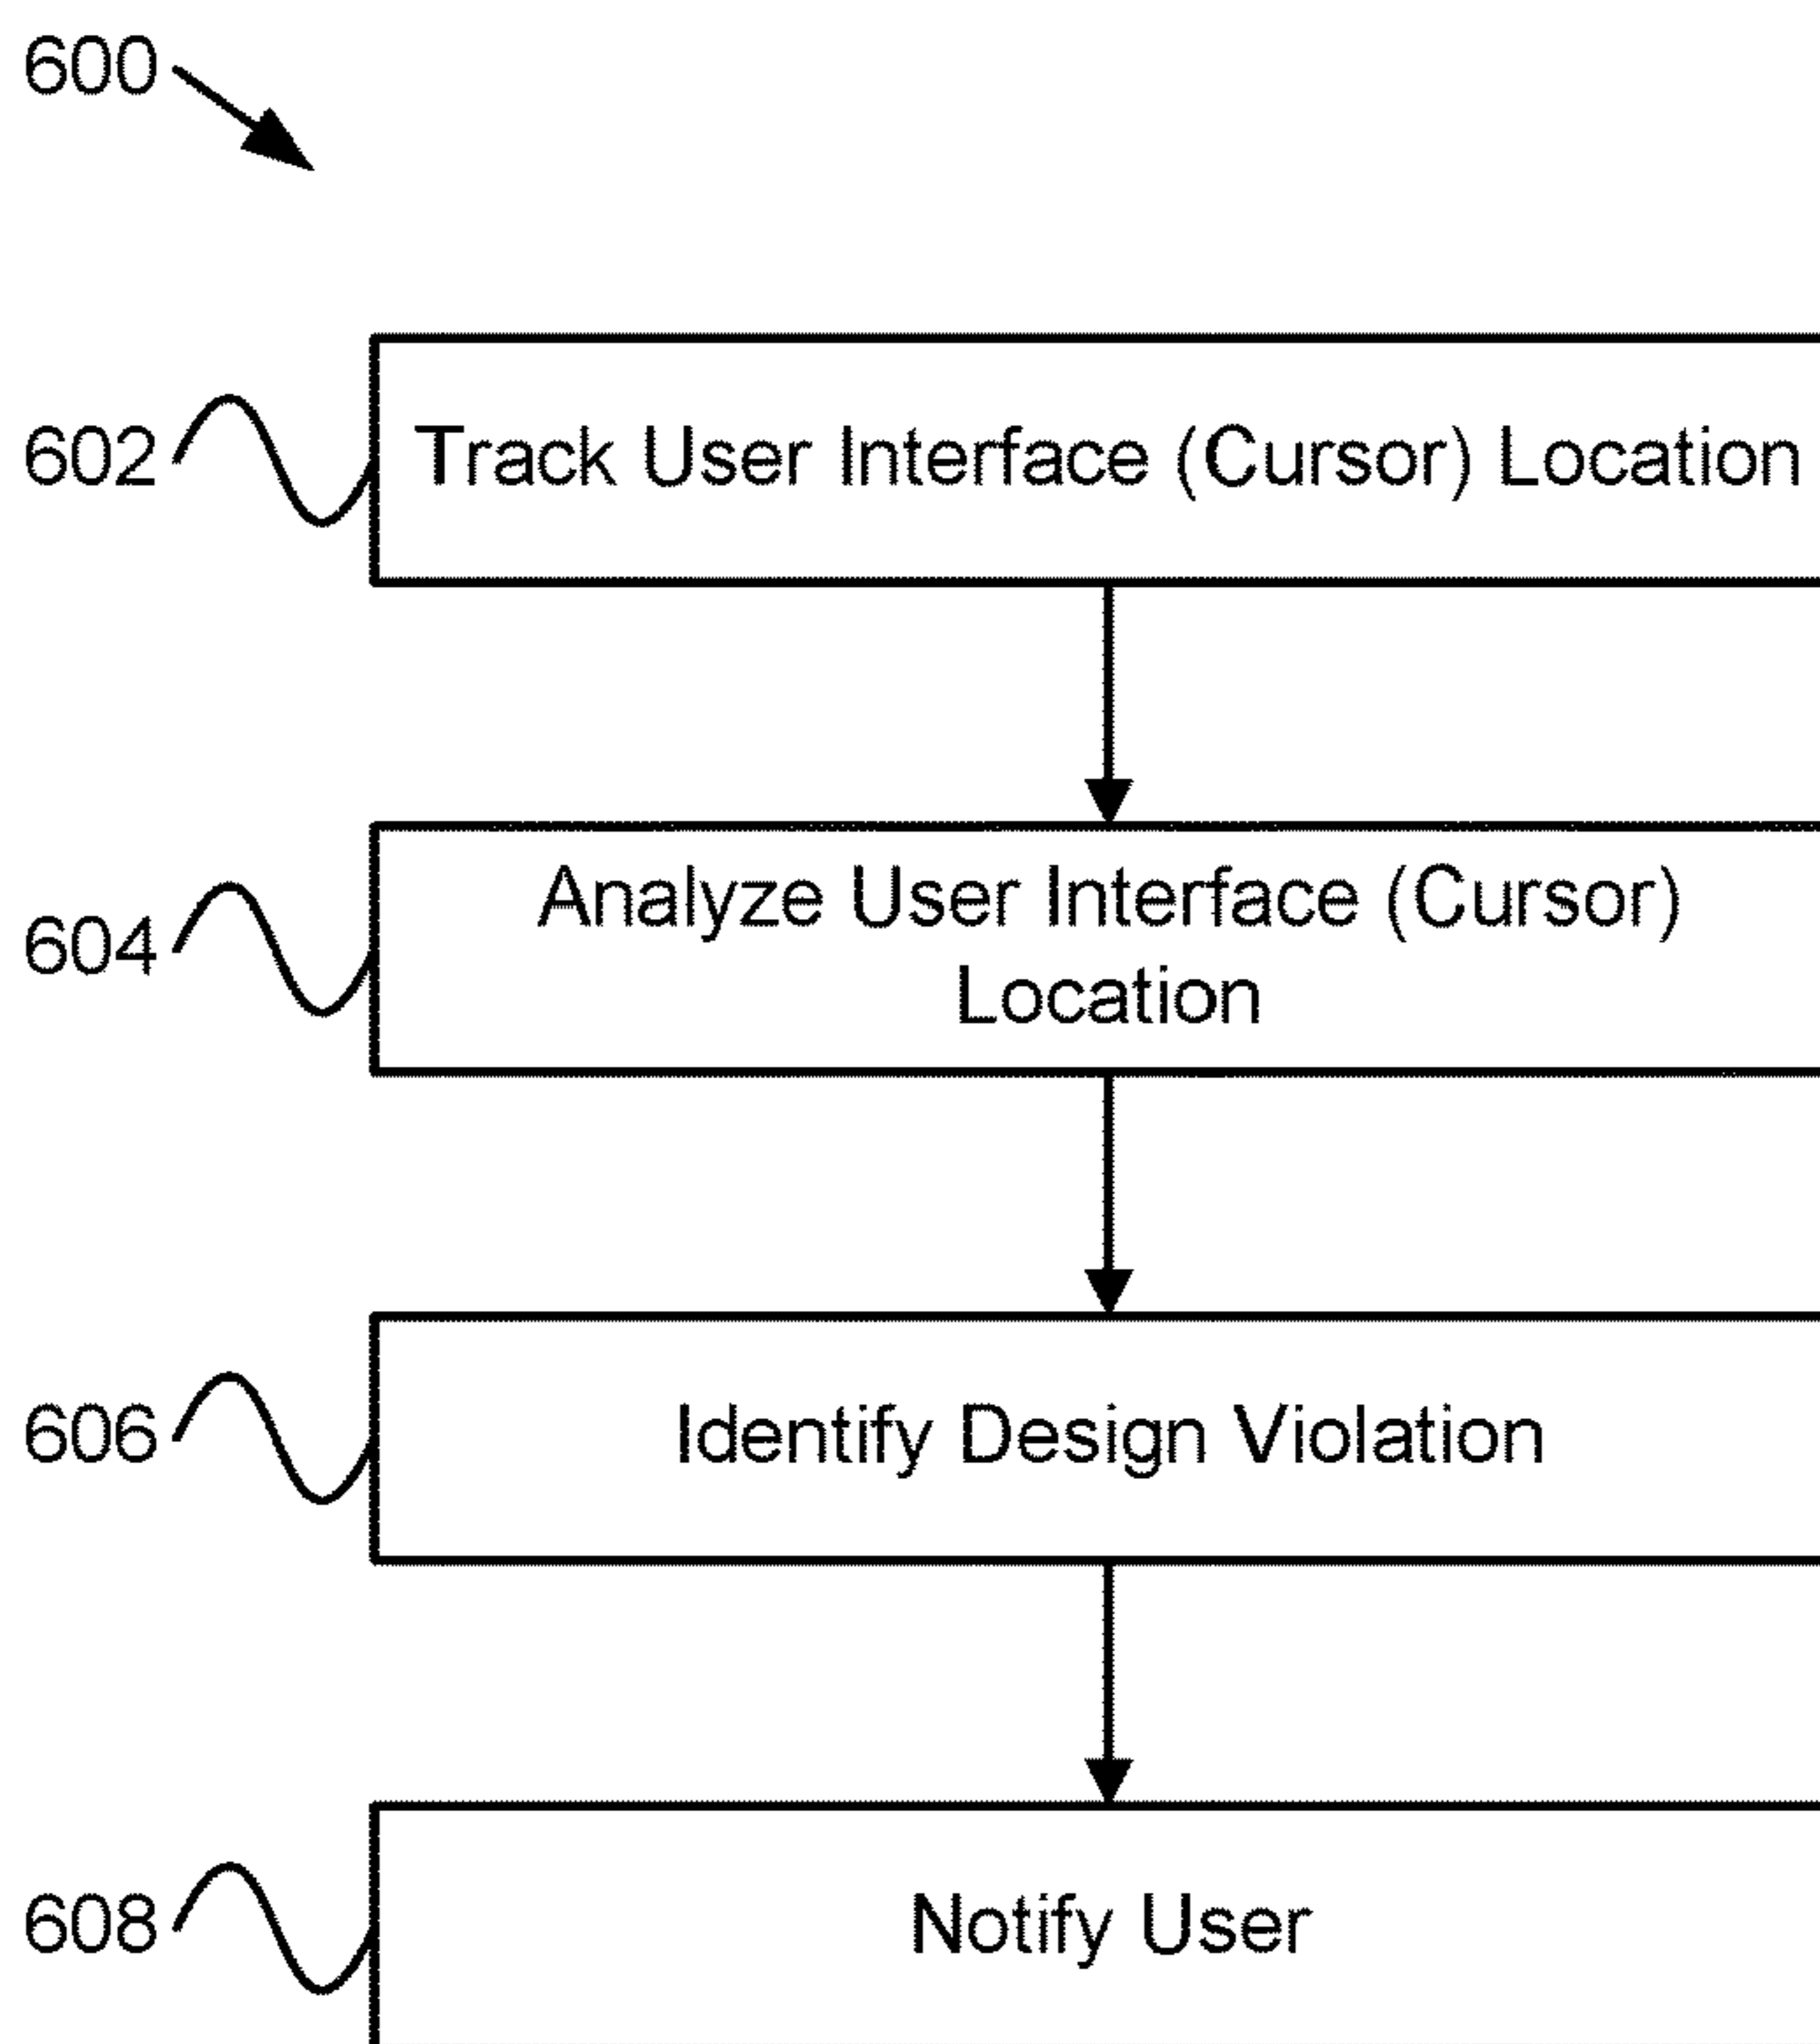 600
602 Track User Interface (Cursor) Location
604 Analyze User Interface (Cursor)
Location
606 Identify Design Violation
608 Notify User